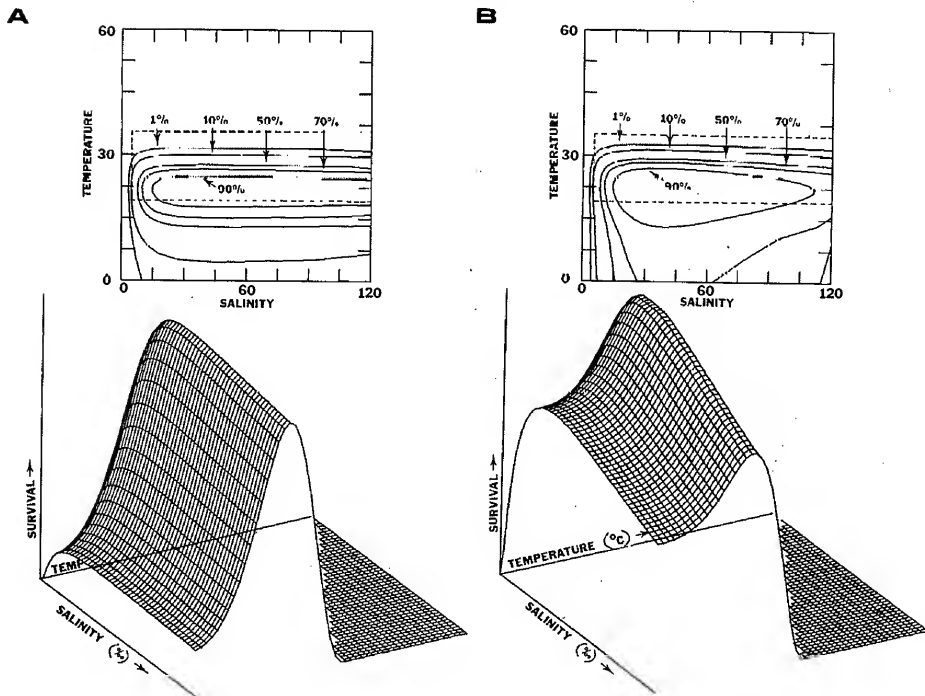 A
60
TEMPERATURE
1% 10% 50% 70%
30
90%
0
0 60 120
SALINITY
SURVIVAL →
TEMP
SALINITY (‰) →
B
60
TEMPERATURE
1% 10% 50% 70%
30
90%
0
0 60 120
SALINITY
SURVIVAL →
TEMPERATURE (°C) →
SALINITY (‰) →